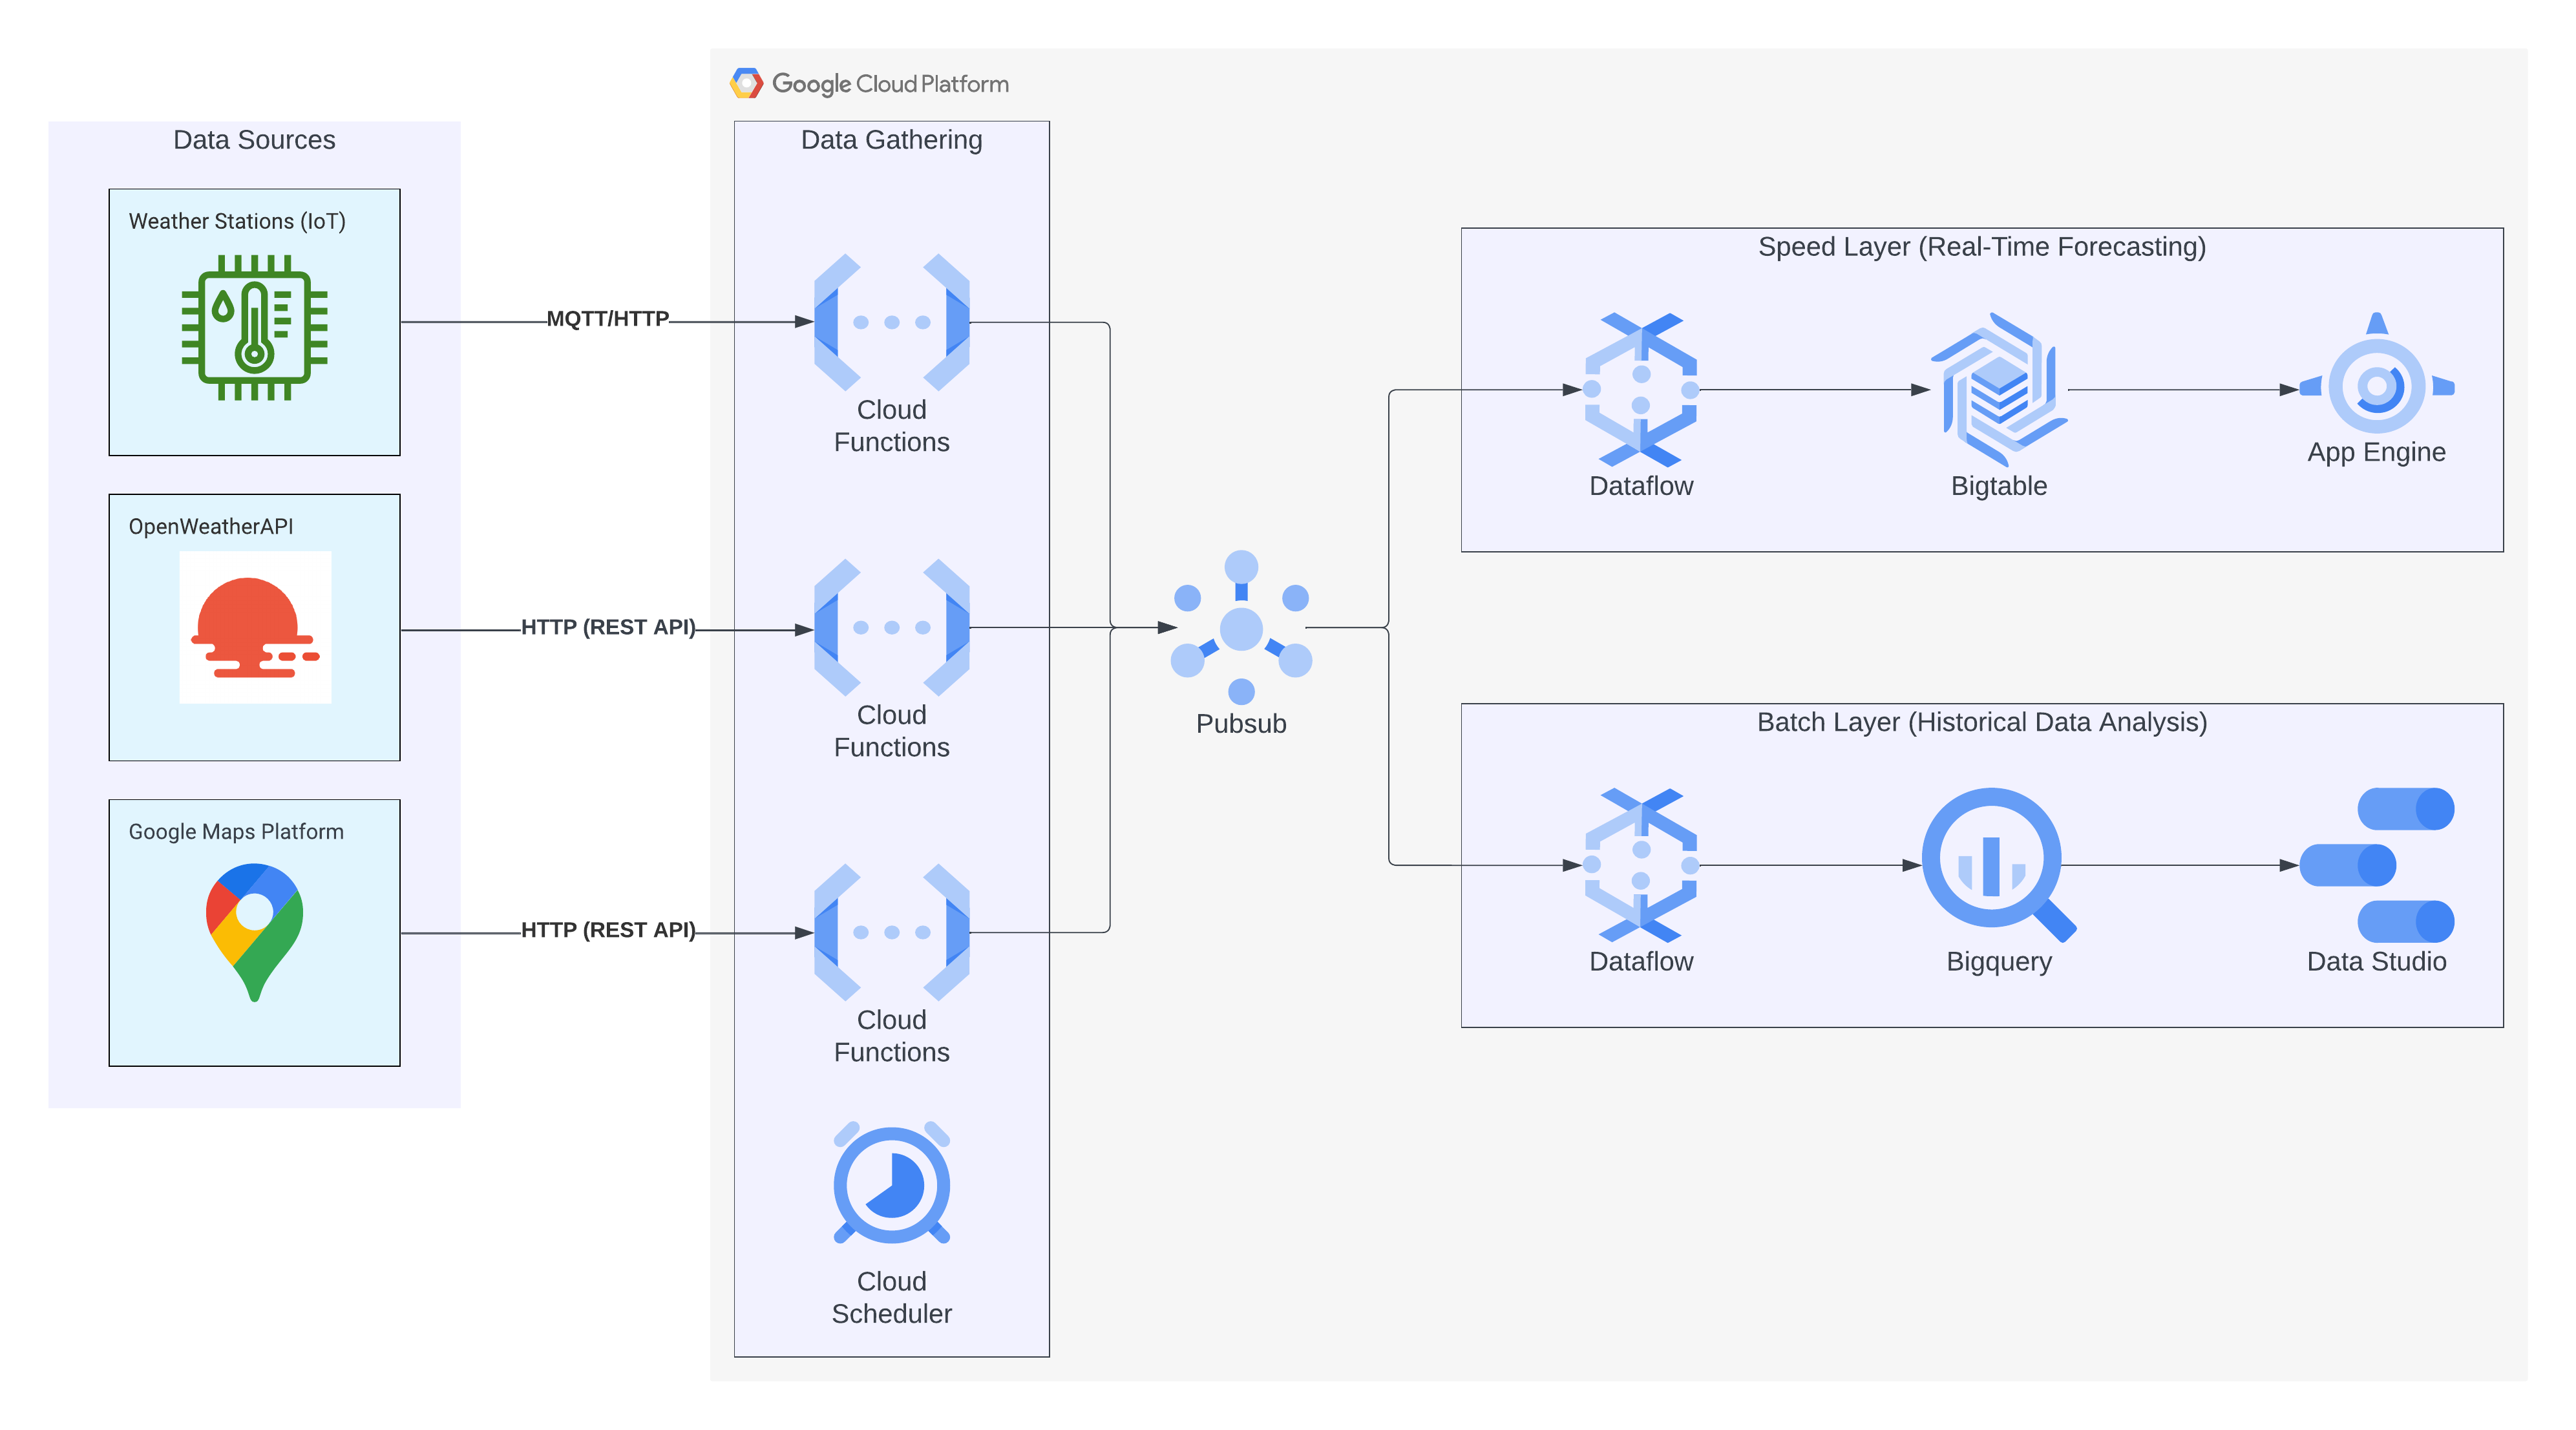 Google Cloud Platform
Data Sources
Weather Stations (IoT)
OpenWeatherAPI
Google Maps Platform
MQTT/HTTP
HTTP (REST API)
HTTP (REST API)
Data Gathering
Cloud
Functions
Cloud
Functions
Cloud
Functions
Cloud
Scheduler
Pubsub
Speed Layer (Real-Time Forecasting)
Dataflow
Bigtable
App Engine
Batch Layer (Historical Data Analysis)
Dataflow
Bigquery
Data Studio